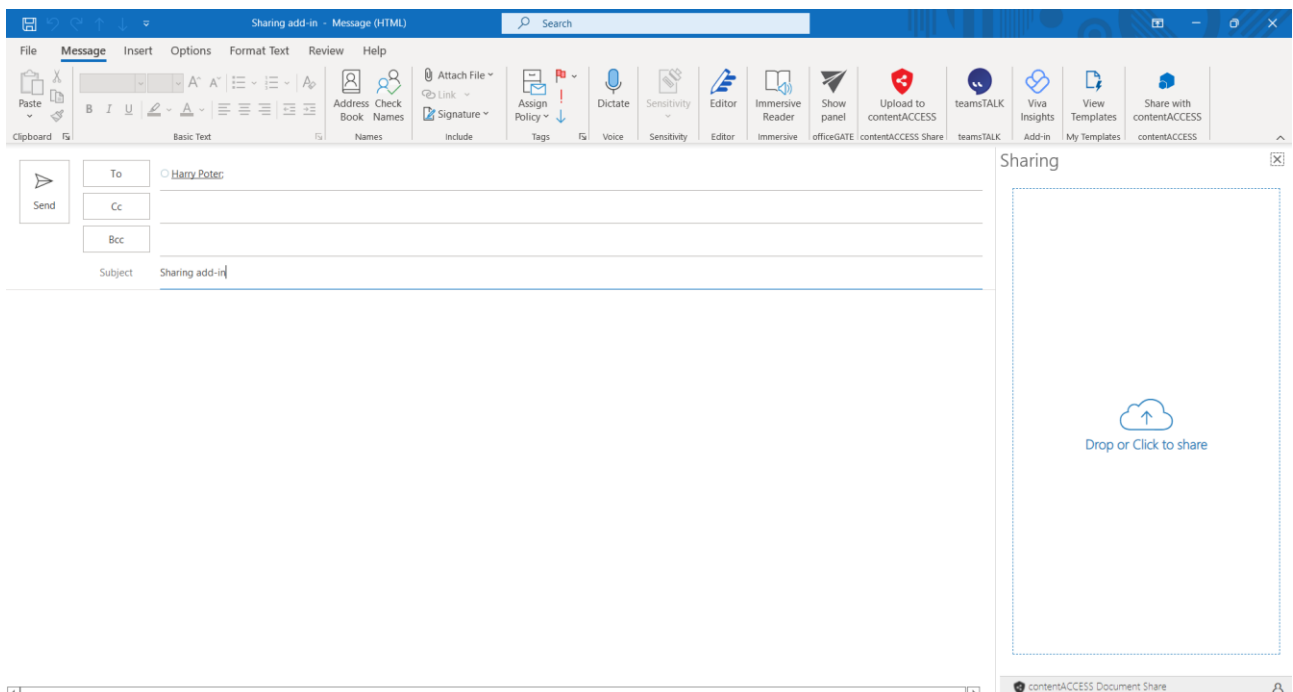 Sharing add-in - Message (HTML)
Search
File Message Insert Options Format Text Review Help
Paste
B I U
Address Book
Check Names
Attach File
Link
Signature
Assign Policy
Dictate
Sensitivity
Editor
Immersive Reader
Show panel
Upload to contentACCESS
teamsTALK
Viva Insights
View Templates
Share with contentACCESS
Clipboard Basic Text Names Include Tags Voice Sensitivity Editor Immersive officeGATE contentACCESS Share teamsTALK Add-in My Templates contentACCESS
Send
To Harry Poter;
Cc
Bcc
Subject Sharing add-in
Sharing
Drop or Click to share
contentACCESS Document Share